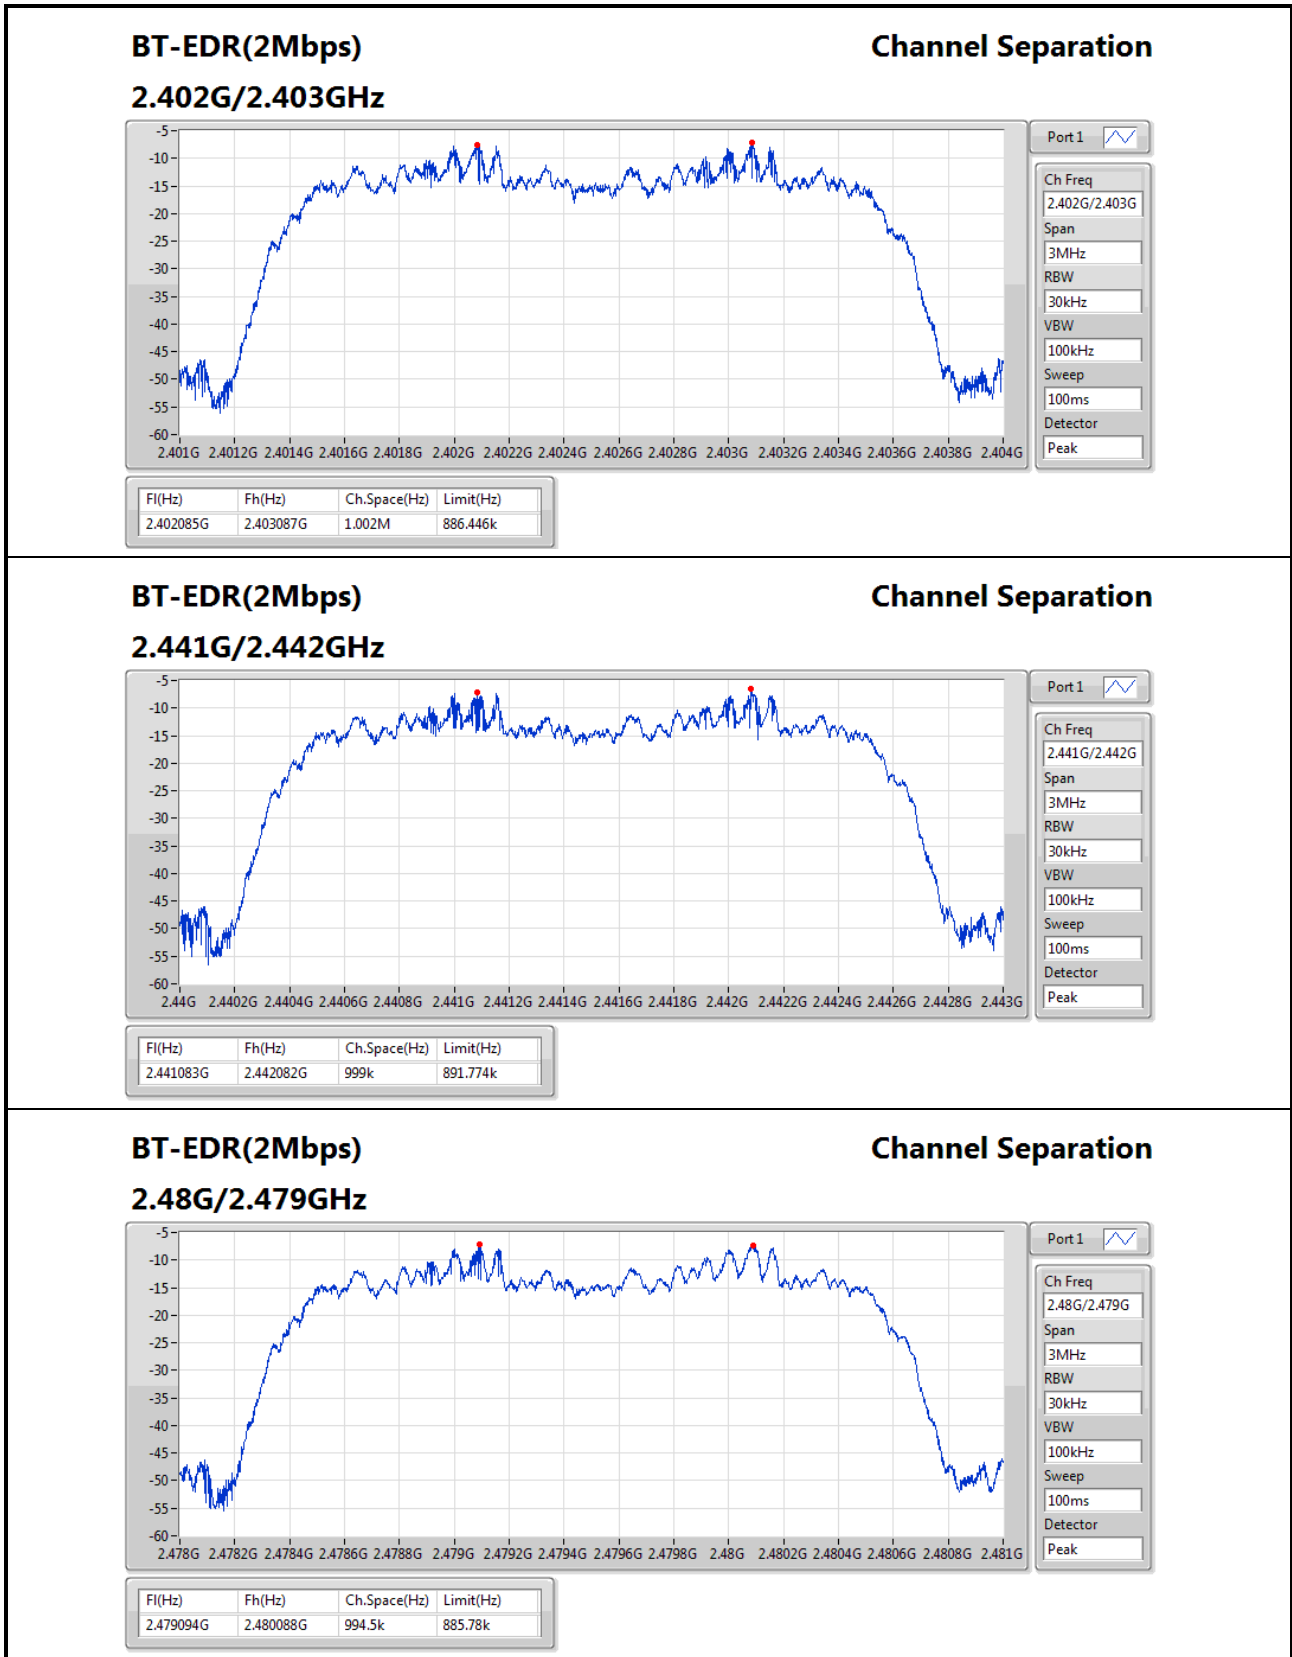 BT-EDR(2Mbps) Channel Separation
2.402G/2.403GHz
-5
-10
-15
-20
-25
-30
-35
-40
-45
-50
-55
-60
2.401G 2.4012G 2.4014G 2.4016G 2.4018G 2.402G 2.4022G 2.4024G 2.4026G 2.4028G 2.403G 2.4032G 2.4034G 2.4036G 2.4038G 2.404G
Port 1
Ch Freq
2.402G/2.403G
Span
3MHz
RBW
30kHz
VBW
100kHz
Sweep
100ms
Detector
Peak
Fl(Hz) Fh(Hz) Ch.Space(Hz) Limit(Hz)
2.402085G 2.403087G 1.002M 886.446k
BT-EDR(2Mbps) Channel Separation
2.441G/2.442GHz
-5
-10
-15
-20
-25
-30
-35
-40
-45
-50
-55
-60
2.44G 2.4402G 2.4404G 2.4406G 2.4408G 2.441G 2.4412G 2.4414G 2.4416G 2.4418G 2.442G 2.4422G 2.4424G 2.4426G 2.4428G 2.443G
Port 1
Ch Freq
2.441G/2.442G
Span
3MHz
RBW
30kHz
VBW
100kHz
Sweep
100ms
Detector
Peak
Fl(Hz) Fh(Hz) Ch.Space(Hz) Limit(Hz)
2.441083G 2.442082G 999k 891.774k
BT-EDR(2Mbps) Channel Separation
2.48G/2.479GHz
-5
-10
-15
-20
-25
-30
-35
-40
-45
-50
-55
-60
2.478G 2.4782G 2.4784G 2.4786G 2.4788G 2.479G 2.4792G 2.4794G 2.4796G 2.4798G 2.48G 2.4802G 2.4804G 2.4806G 2.4808G 2.481G
Port 1
Ch Freq
2.48G/2.479G
Span
3MHz
RBW
30kHz
VBW
100kHz
Sweep
100ms
Detector
Peak
Fl(Hz) Fh(Hz) Ch.Space(Hz) Limit(Hz)
2.479094G 2.480088G 994.5k 885.78k